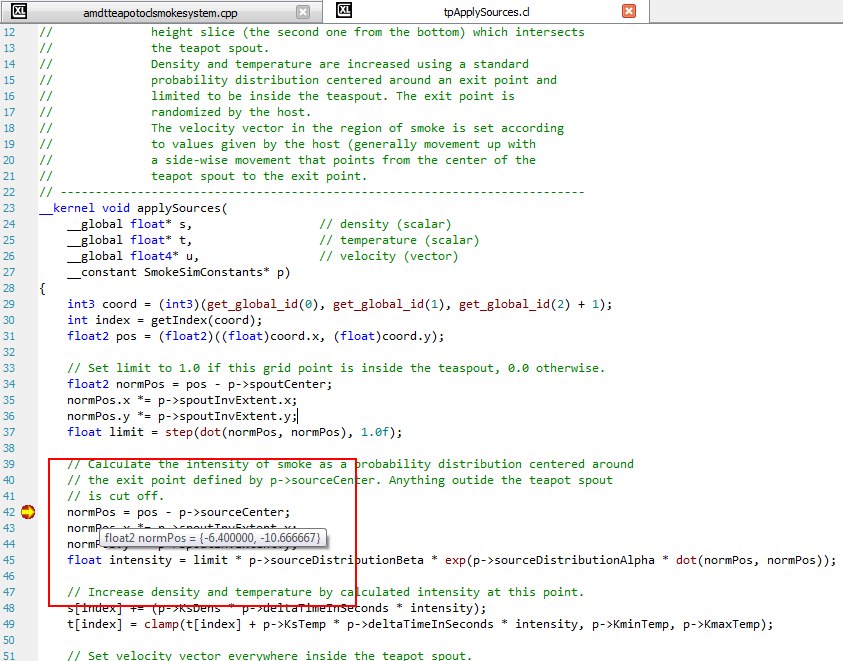 XL amdtteapotoclsmokesystem.cpp
XL tpApplySources.cl
12 // height slice (the second one from the bottom) which intersects
13 // the teapot spout.
14 // Density and temperature are increased using a standard
15 // probability distribution centered around an exit point and
16 // limited to be inside the teaspout. The exit point is
17 // randomized by the host.
18 // The velocity vector in the region of smoke is set according
19 // to values given by the host (generally movement up with
20 // a side-wise movement that points from the center of the
21 // teapot spout to the exit point.
22 // ---------------------------------------------------------------------------
23 __kernel void applySources(
24 __global float* s, // density (scalar)
25 __global float* t, // temperature (scalar)
26 __global float4* u, // velocity (vector)
27 __constant SmokeSimConstants* p)
28 {
29 int3 coord = (int3)(get_global_id(0), get_global_id(1), get_global_id(2) + 1);
30 int index = getIndex(coord);
31 float2 pos = (float2)((float)coord.x, (float)coord.y);
32
33 // Set limit to 1.0 if this grid point is inside the teaspout, 0.0 otherwise.
34 float2 normPos = pos - p->spoutCenter;
35 normPos.x *= p->spoutInvExtent.x;
36 normPos.y *= p->spoutInvExtent.y;
37 float limit = step(dot(normPos, normPos), 1.0f);
38
39 // Calculate the intensity of smoke as a probability distribution centered around
40 // the exit point defined by p->sourceCenter. Anything outide the teapot spout
41 // is cut off.
42 normPos = pos - p->sourceCenter;
43 normPos.x *= p->spoutInvExtent.x;
float2 normPos = {-6.400000, -10.666667}
44 norm
45 float intensity = limit * p->sourceDistributionBeta * exp(p->sourceDistributionAlpha * dot(normPos, normPos));
46
47 // Increase density and temperature by calculated intensity at this point.
48 s[index] += (p->KsDens * p->deltaTimeInSeconds * intensity);
49 t[index] = clamp(t[index] + p->KsTemp * p->deltaTimeInSeconds * intensity, p->KminTemp, p->KmaxTemp);
50
51 // Set velocity vector everywhere inside the teapot spout.